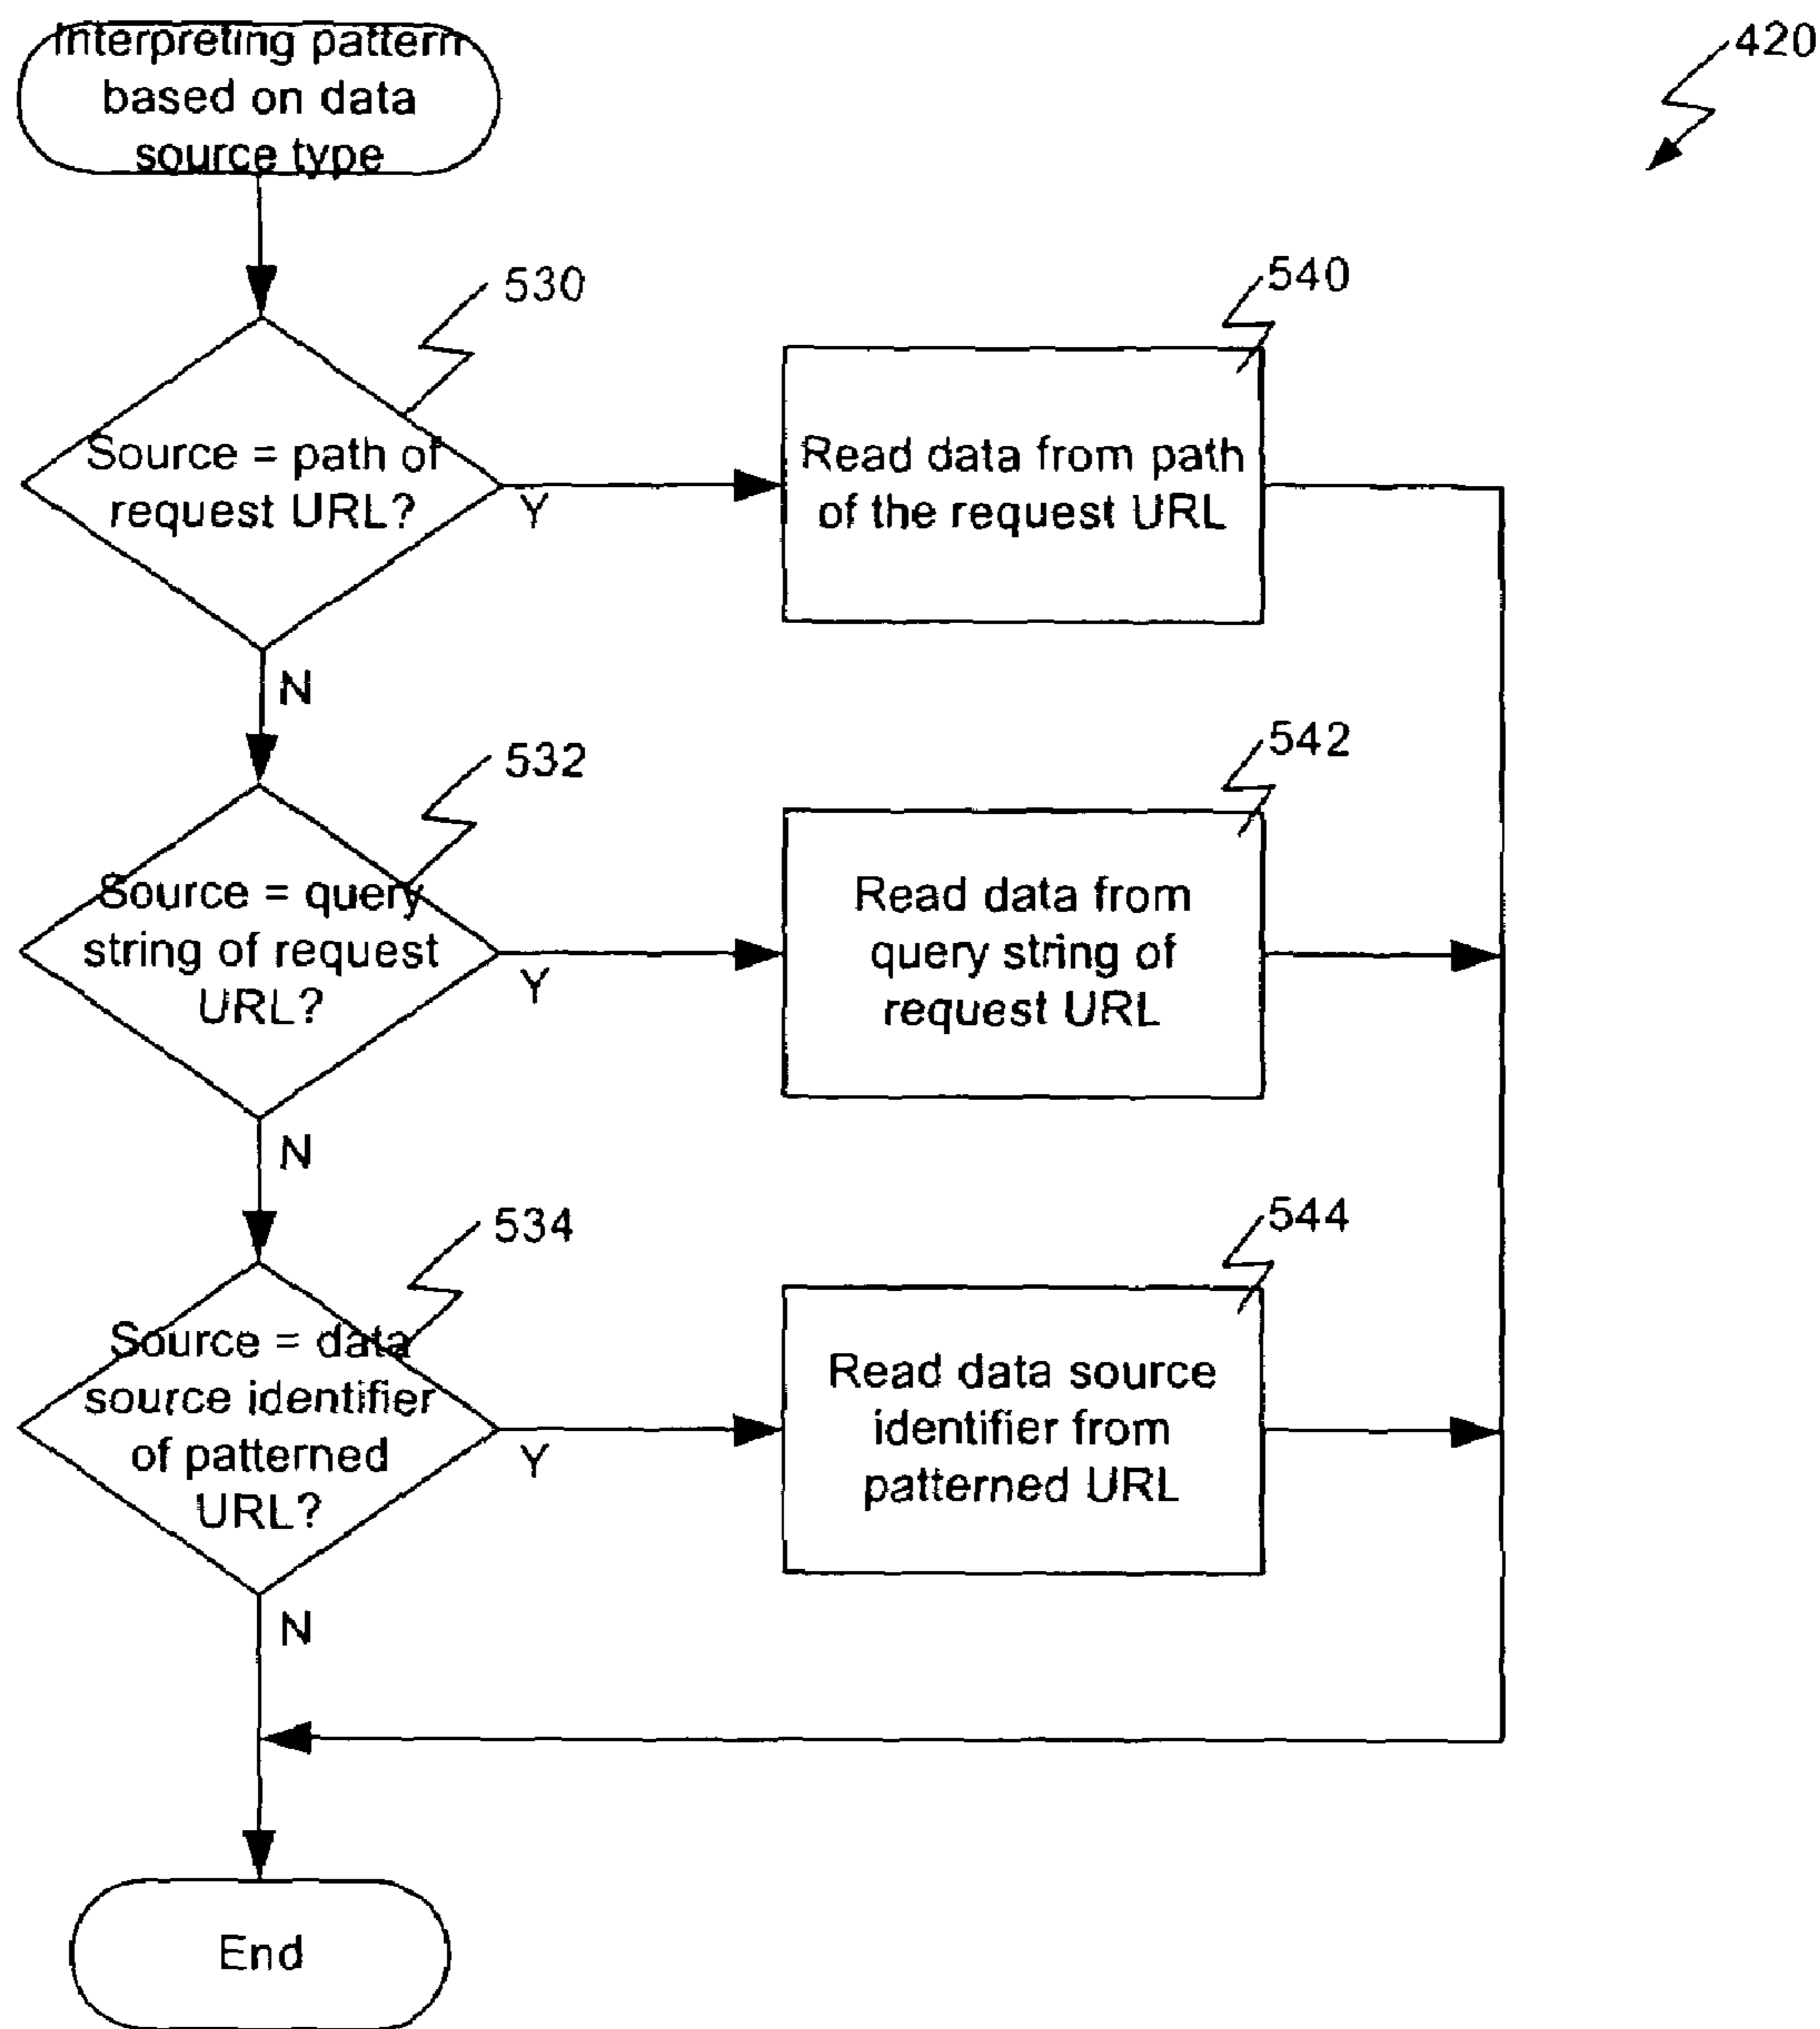 Interpreting pattern
based on data
source type
420
530
Source = path of
request URL?
Y
N
540
Read data from path
of the request URL
532
Source = query
string of request
URL?
Y
N
542
Read data from
query string of
request URL
534
Source = data
source identifier
of patterned
URL?
Y
N
544
Read data source
identifier from
patterned URL
End